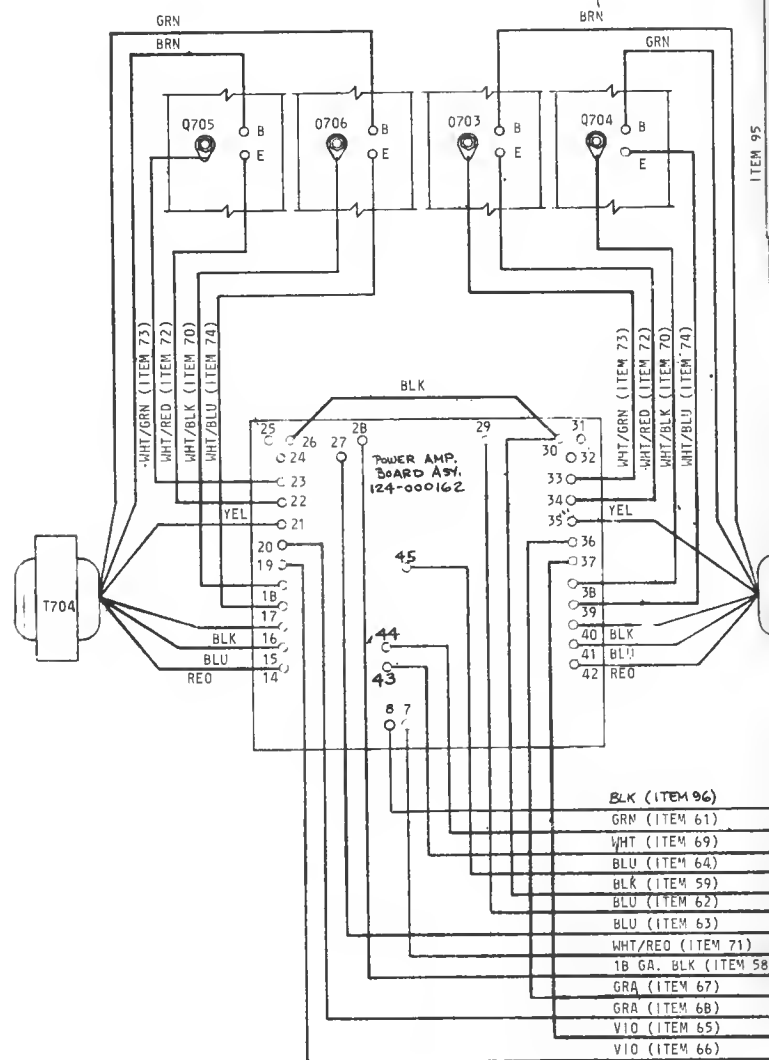 GRN
BRN
BRN
GRN
Q705
B
E
0706
B
E
0703
B
E
Q704
B
E
ITEM 95
-WHT/GRN (ITEM 73)
WHT/RED (ITEM 72)
WHT/BLK (ITEM 70)
WHT/BLU (ITEM 74)
WHT/GRN (ITEM 73)
WHT/RED (ITEM 72)
WHT/BLK (ITEM 70)
WHT/BLU (ITEM 74)
BLK
25
26
24
27
2B
29
30
31
32
POWER AMP.
BOARD ASY.
124-000162
23
22
21
YEL
20
19
1B
17
16
15
14
BLK
BLU
REO
T704
33
34
35
YEL
36
37
3B
39
40
BLK
41
BLU
42
REO
45
44
43
8
7
BLK (ITEM 96)
GRN (ITEM 61)
WHT (ITEM 69)
BLU (ITEM 64)
BLK (ITEM 59)
BLU (ITEM 62)
BLU (ITEM 63)
WHT/REO (ITEM 71)
1B GA. BLK (ITEM 58
GRA (ITEM 67)
GRA (ITEM 6B)
VIO (ITEM 65)
VIO (ITEM 66)